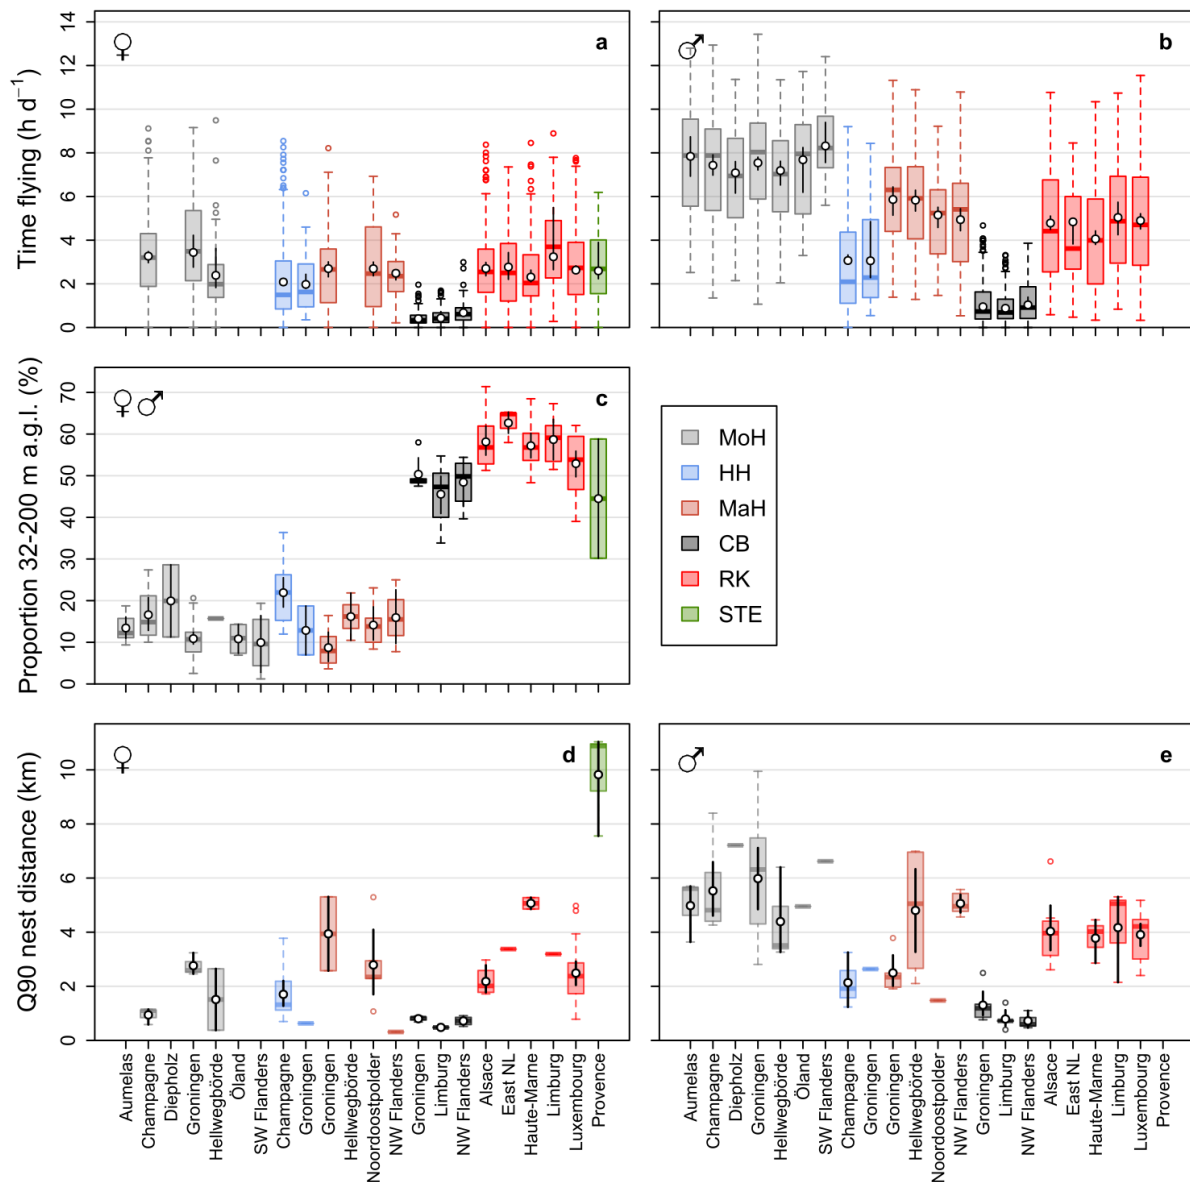 Time flying (h d⁻¹)
14
12
10
8
6
4
2
0
♀
a
♂
b
Proportion 32-200 m a.g.l. (%)
70
60
50
40
30
20
10
0
♀♂
c
MoH
HH
MaH
CB
RK
STE
Q90 nest distance (km)
10
8
6
4
2
0
♀
d
♂
e
Aumelas
Champagne
Diepholz
Groningen
Hellwegbörde
Öland
SW Flanders
Champagne
Groningen
Groningen
Hellwegbörde
Noordoostpolder
NW Flanders
Groningen
Limburg
NW Flanders
Alsace
East NL
Haute-Marne
Limburg
Luxembourg
Provence
Aumelas
Champagne
Diepholz
Groningen
Hellwegbörde
Öland
SW Flanders
Champagne
Groningen
Groningen
Hellwegbörde
Noordoostpolder
NW Flanders
Groningen
Limburg
NW Flanders
Alsace
East NL
Haute-Marne
Limburg
Luxembourg
Provence